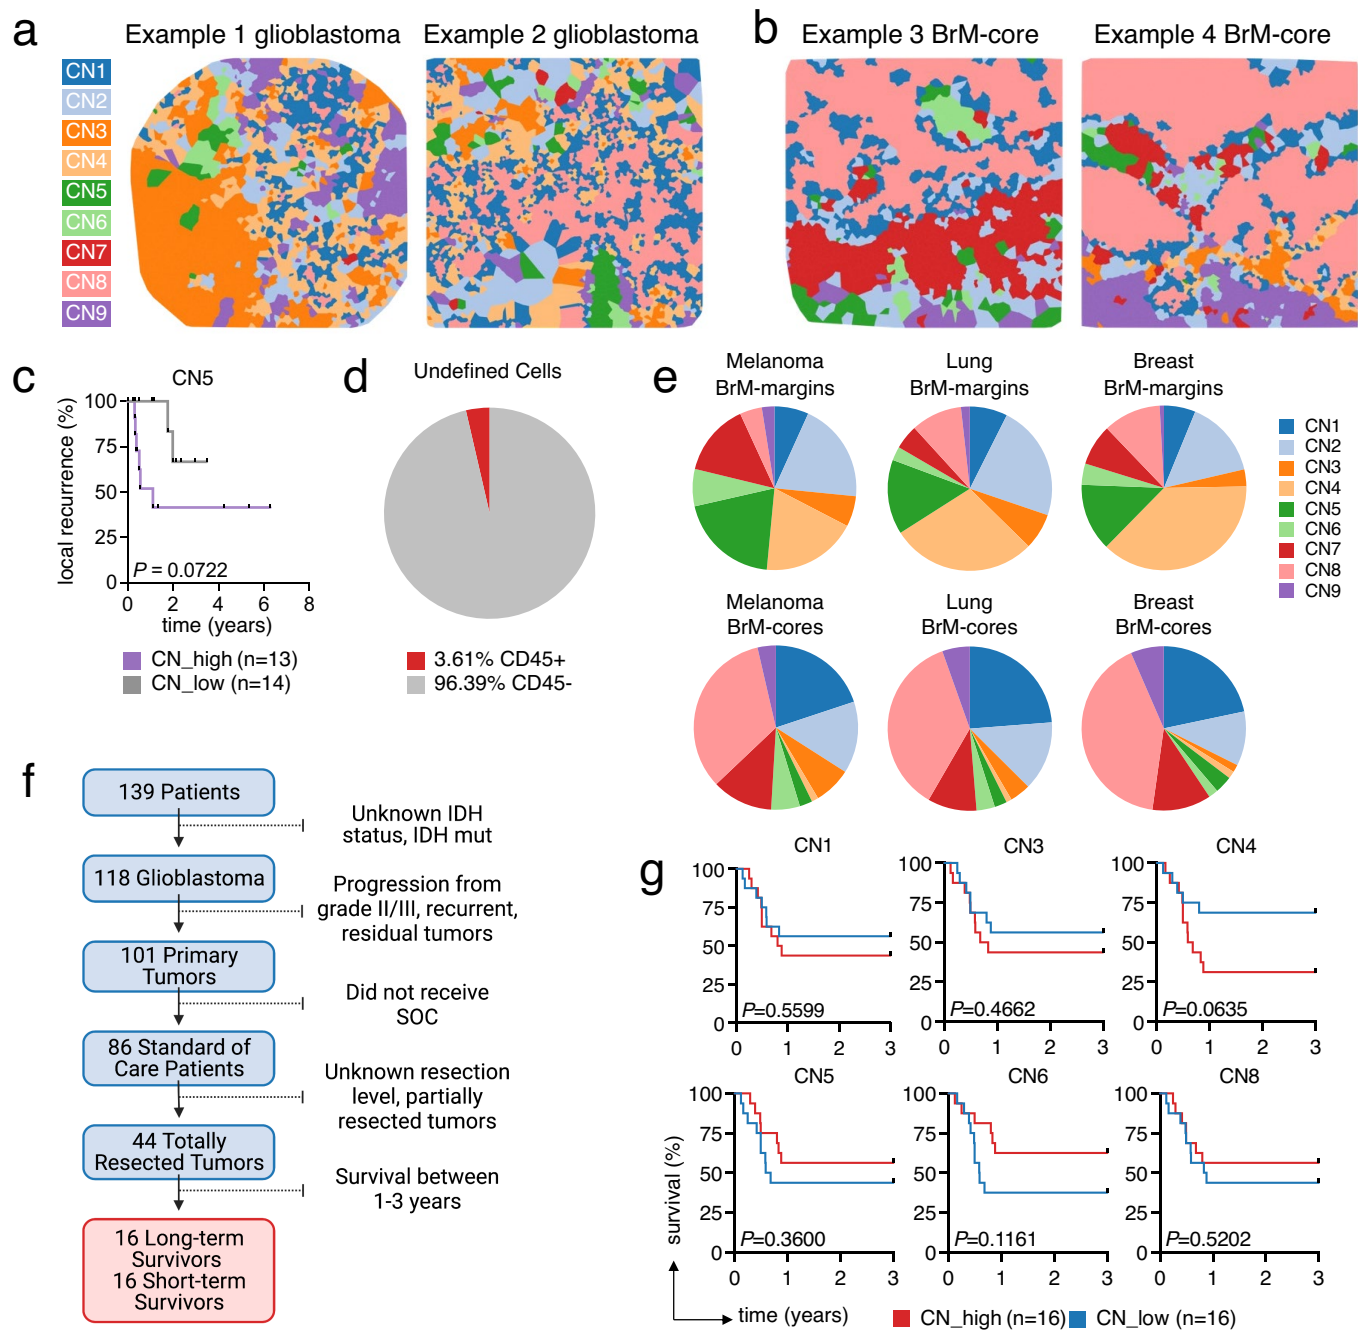 a
Example 1 glioblastoma
Example 2 glioblastoma
CN1
CN2
CN3
CN4
CN5
CN6
CN7
CN8
CN9
b
Example 3 BrM-core
Example 4 BrM-core
c
CN5
local recurrence (%)
100
75
50
25
0
P = 0.0722
0 2 4 6 8
time (years)
CN_high (n=13)
CN_low (n=14)
d
Undefined Cells
3.61% CD45+
96.39% CD45-
e
Melanoma
BrM-margins
Lung
BrM-margins
Breast
BrM-margins
CN1
CN2
CN3
CN4
CN5
CN6
CN7
CN8
CN9
Melanoma
BrM-cores
Lung
BrM-cores
Breast
BrM-cores
f
139 Patients
Unknown IDH
status, IDH mut
118 Glioblastoma
Progression from
grade II/III, recurrent,
residual tumors
101 Primary
Tumors
Did not receive
SOC
86 Standard of
Care Patients
Unknown resection
level, partially
resected tumors
44 Totally
Resected Tumors
Survival between
1-3 years
16 Long-term
Survivors
16 Short-term
Survivors
g
CN1
100
75
50
25
0
P=0.5599
0 1 2 3
CN3
100
75
50
25
0
P=0.4662
0 1 2 3
CN4
100
75
50
25
0
P=0.0635
0 1 2 3
CN5
100
75
50
25
0
P=0.3600
0 1 2 3
CN6
100
75
50
25
0
P=0.1161
0 1 2 3
CN8
100
75
50
25
0
P=0.5202
0 1 2 3
survival (%)
time (years)
CN_high (n=16)
CN_low (n=16)